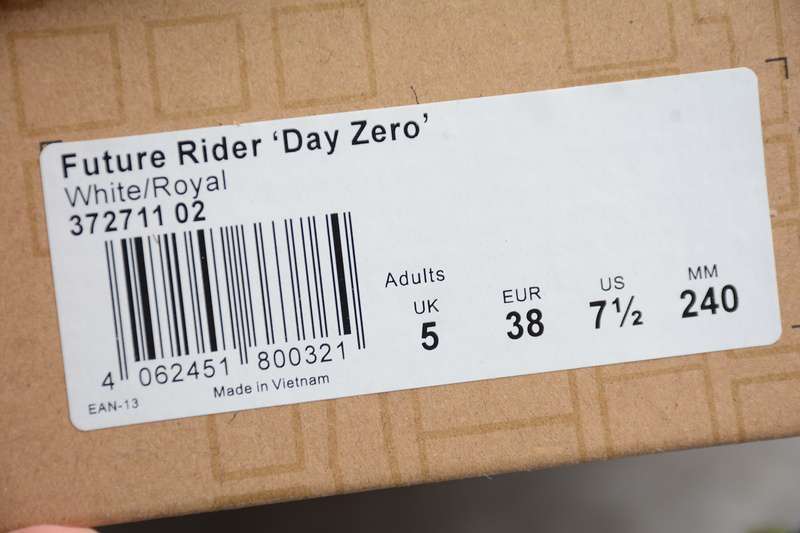 Future Rider ‘Day Zero’
White/Royal
372711 02
4 062451 800321
EAN-13
Made in Vietnam
Adults
UK EUR US MM
5 38 7½ 240